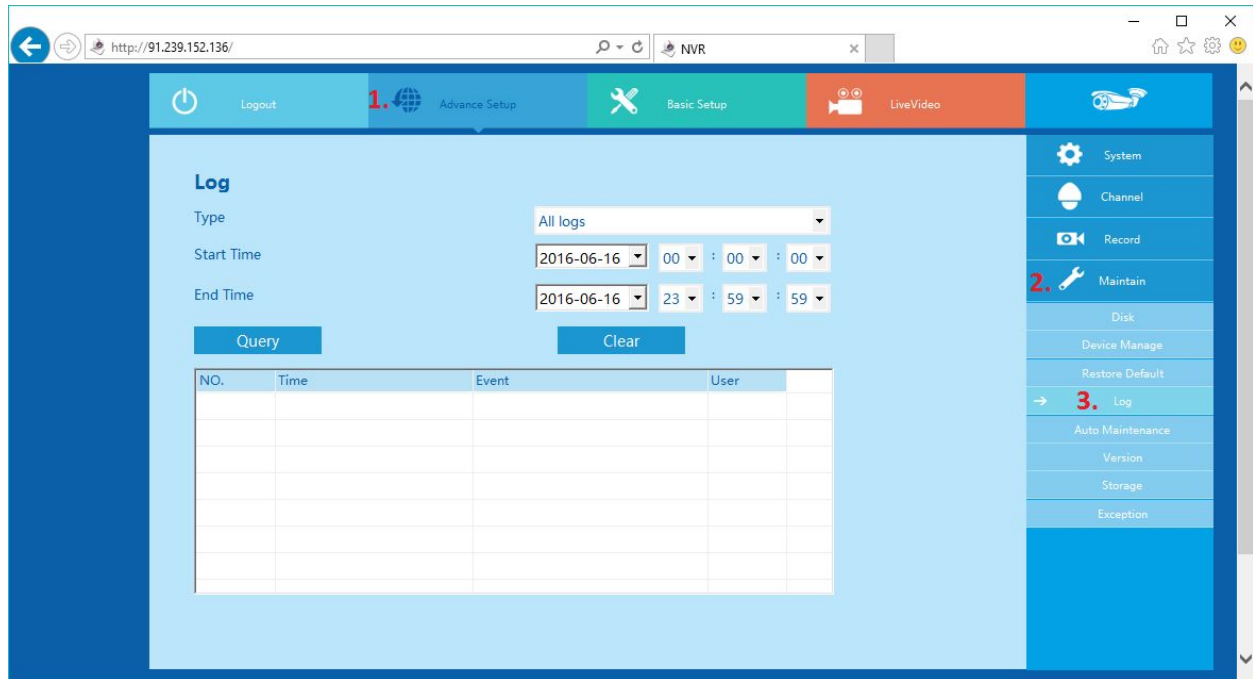 http://91.239.152.136/
NVR
Logout
1. Advance Setup
Basic Setup
LiveVideo
System
Channel
Record
2. Maintain
Disk
Device Manage
Restore Default
3. Log
Auto Maintenance
Version
Storage
Exception
Log
Type All logs
Start Time 2016-06-16 00 : 00 : 00
End Time 2016-06-16 23 : 59 : 59
Query Clear
NO. Time Event User